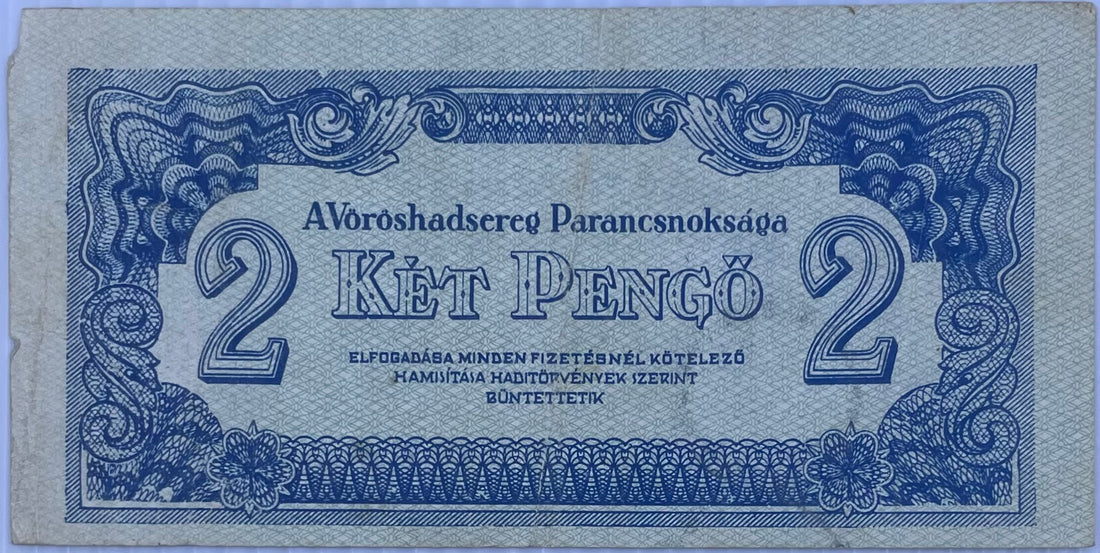 A Vöröshadsereg Parancsnoksága
2 KÉT PENGŐ 2
ELFOGADÁSA MINDEN FIZETÉSNÉL KÖTELEZŐ
HAMISÍTÁSA HADITÖRVÉNYEK SZERINT
BÜNTETTETIK